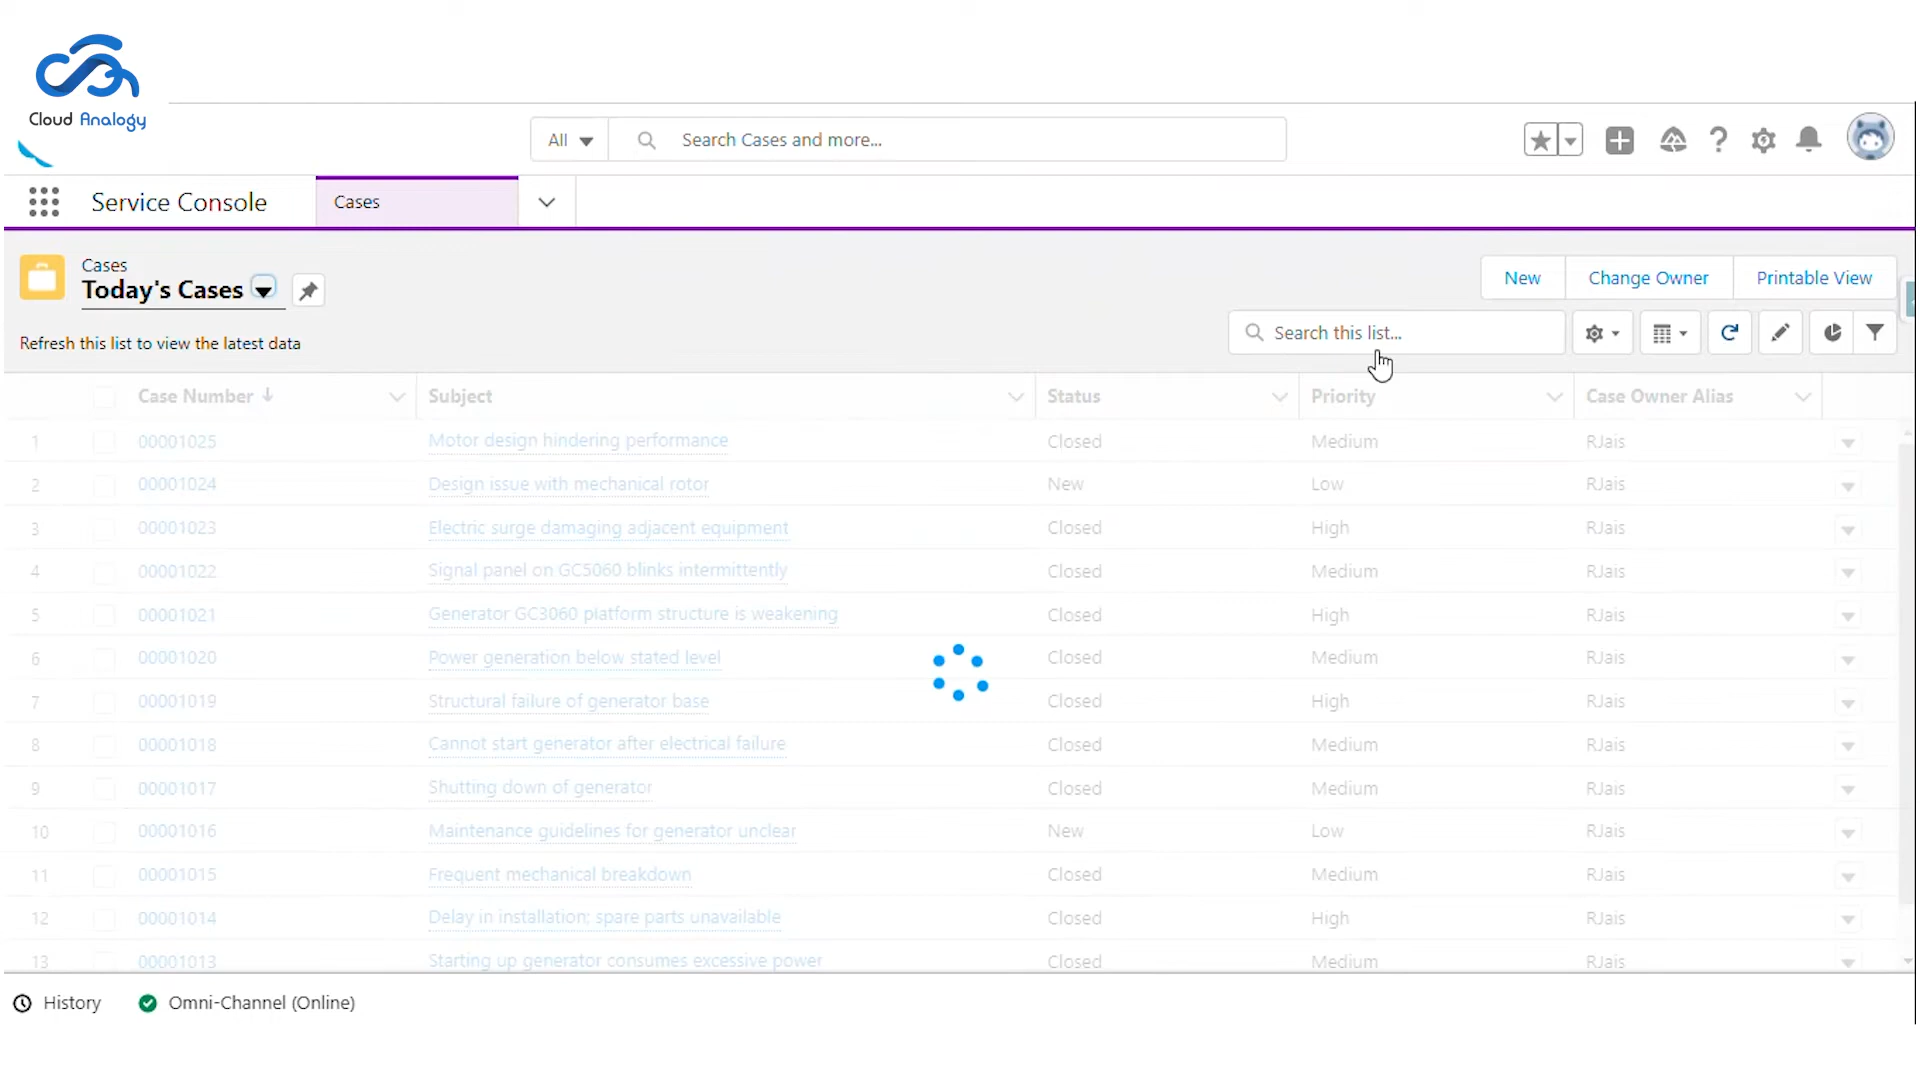 Cloud Analogy
All
Search Cases and more...
Service Console
Cases
Cases
Today's Cases
New
Change Owner
Printable View
Search this list...
Refresh this list to view the latest data
Case Number Subject Status Priority Case Owner Alias
1 00001025 Motor design hindering performance Closed Medium RJais
2 00001024 Design issue with mechanical rotor New Low RJais
3 00001023 Electric surge damaging adjacent equipment Closed High RJais
4 00001022 Signal panel on GC5060 blinks intermittently Closed Medium RJais
5 00001021 Generator GC3060 platform structure is weakening Closed High RJais
6 00001020 Power generation below stated level Closed Medium RJais
7 00001019 Structural failure of generator base Closed High RJais
8 00001018 Cannot start generator after electrical failure Closed Medium RJais
9 00001017 Shutting down of generator Closed Medium RJais
10 00001016 Maintenance guidelines for generator unclear New Low RJais
11 00001015 Frequent mechanical breakdown Closed Medium RJais
12 00001014 Delay in installation; spare parts unavailable Closed High RJais
13 00001013 Starting up generator consumes excessive power Closed Medium RJais
History
Omni-Channel (Online)